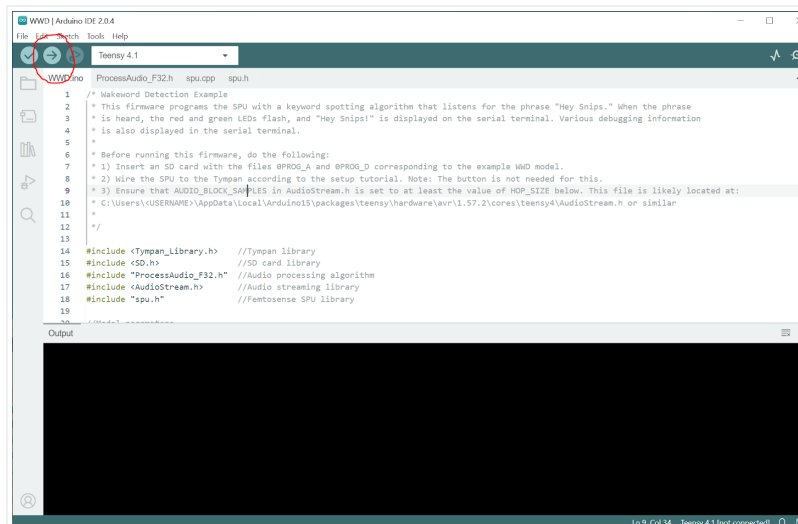 WWD | Arduino IDE 2.0.4
File Edit Sketch Tools Help
Teensy 4.1
WWD.ino ProcessAudio_F32.h spu.cpp spu.h
1 /* Wakeword Detection Example
2 * This firmware programs the SPU with a keyword spotting algorithm that listens for the phrase "Hey Snips." When the phrase
3 * is heard, the red and green LEDs flash, and "Hey Snips!" is displayed on the serial terminal. Various debugging information
4 * is also displayed in the serial terminal.
5 *
6 * Before running this firmware, do the following:
7 * 1) Insert an SD card with the files 0PROG_A and 0PROG_D corresponding to the example WWD model.
8 * 2) Wire the SPU to the Tympan according to the setup tutorial. Note: The button is not needed for this.
9 * 3) Ensure that AUDIO_BLOCK_SAMPLES in AudioStream.h is set to at least the value of HOP_SIZE below. This file is likely located at:
10 * C:\Users\<USERNAME>\AppData\Local\Arduino15\packages\teensy\hardware\avr\1.57.2\cores\teensy4\AudioStream.h or similar
11 *
12 */
13
14 #include <Tympan_Library.h> //Tympan library
15 #include <SD.h> //SD card library
16 #include "ProcessAudio_F32.h" //Audio processing algorithm
17 #include <AudioStream.h> //Audio streaming library
18 #include "spu.h" //Femtosense SPU library
19
20 //Model parameters
Output
Ln 9, Col 34 Teensy 4.1 [not connected]